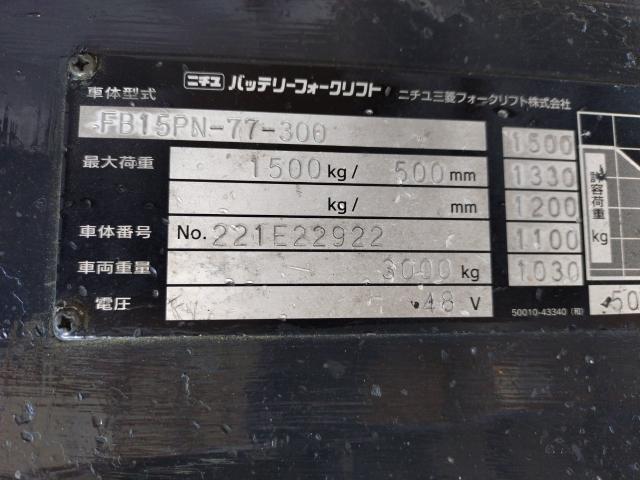 ニチユ バッテリーフォークリフト ニチユ三菱フォークリフト株式会社
車体型式 FB15PN-77-300
最大荷重 1500 kg/ 500 mm
kg/ mm
車体番号 No. 221E22922
車両重量 3000 kg
電圧 48 V
1500
1330
1200
1100
1030
許容荷重 kg
50010-43340 (和)
50